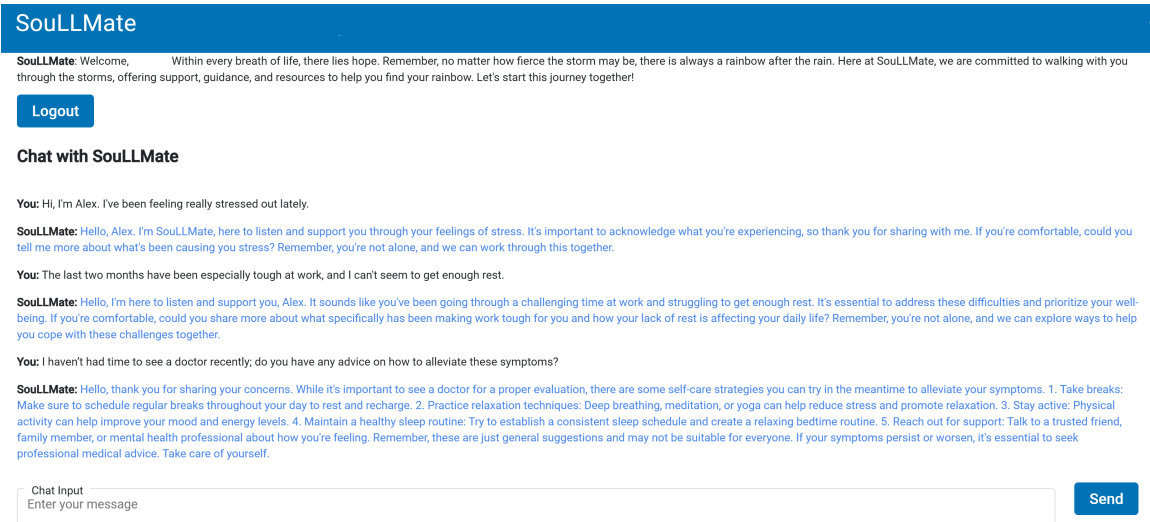 SouLLMate
SouLLMate: Welcome, Within every breath of life, there lies hope. Remember, no matter how fierce the storm may be, there is always a rainbow after the rain. Here at SouLLMate, we are committed to walking with you
through the storms, offering support, guidance, and resources to help you find your rainbow. Let's start this journey together!
Logout
Chat with SouLLMate
You: Hi, I'm Alex. I've been feeling really stressed out lately.
SouLLMate: Hello, Alex. I'm SouLLMate, here to listen and support you through your feelings of stress. It's important to acknowledge what you're experiencing, so thank you for sharing with me. If you're comfortable, could you
tell me more about what's been causing you stress? Remember, you're not alone, and we can work through this together.
You: The last two months have been especially tough at work, and I can't seem to get enough rest.
SouLLMate: Hello, I'm here to listen and support you, Alex. It sounds like you've been going through a challenging time at work and struggling to get enough rest. It's essential to address these difficulties and prioritize your well-
being. If you're comfortable, could you share more about what specifically has been making work tough for you and how your lack of rest is affecting your daily life? Remember, you're not alone, and we can explore ways to help
you cope with these challenges together.
You: I haven't had time to see a doctor recently; do you have any advice on how to alleviate these symptoms?
SouLLMate: Hello, thank you for sharing your concerns. While it's important to see a doctor for a proper evaluation, there are some self-care strategies you can try in the meantime to alleviate your symptoms. 1. Take breaks:
Make sure to schedule regular breaks throughout your day to rest and recharge. 2. Practice relaxation techniques: Deep breathing, meditation, or yoga can help reduce stress and promote relaxation. 3. Stay active: Physical
activity can help improve your mood and energy levels. 4. Maintain a healthy sleep routine: Try to establish a consistent sleep schedule and create a relaxing bedtime routine. 5. Reach out for support: Talk to a trusted friend,
family member, or mental health professional about how you're feeling. Remember, these are just general suggestions and may not be suitable for everyone. If your symptoms persist or worsen, it's essential to seek
professional medical advice. Take care of yourself.
Chat Input
Enter your message
Send